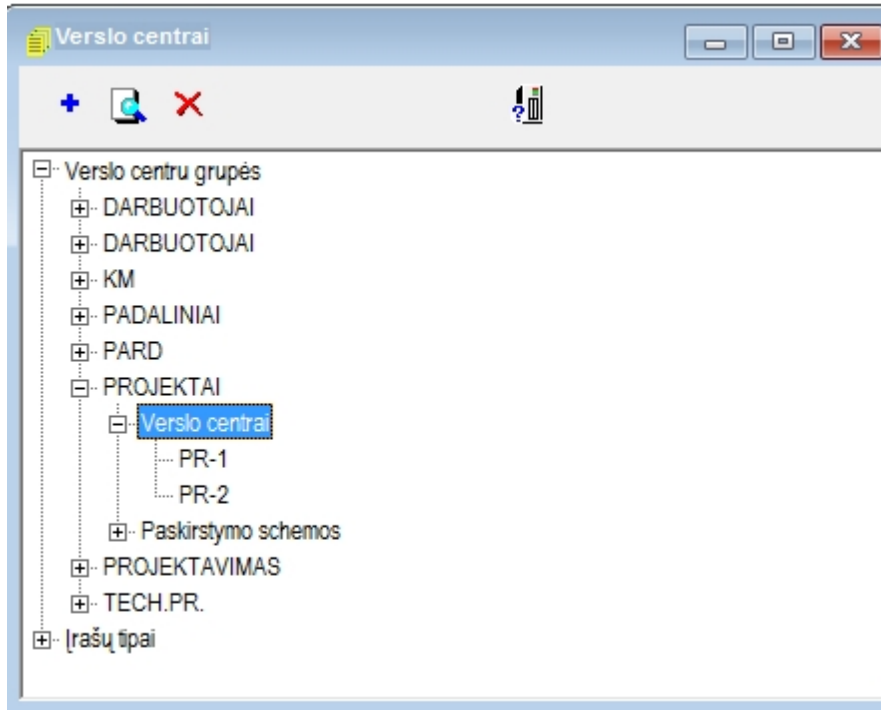 Verslo centrai
Verslo centru grupės
DARBUOTOJAI
DARBUOTOJAI
KM
PADALINIAI
PARD
PROJEKTAI
Verslo centrai
PR-1
PR-2
Paskirstymo schemos
PROJEKTAVIMAS
TECH.PR.
Įrašų tipai